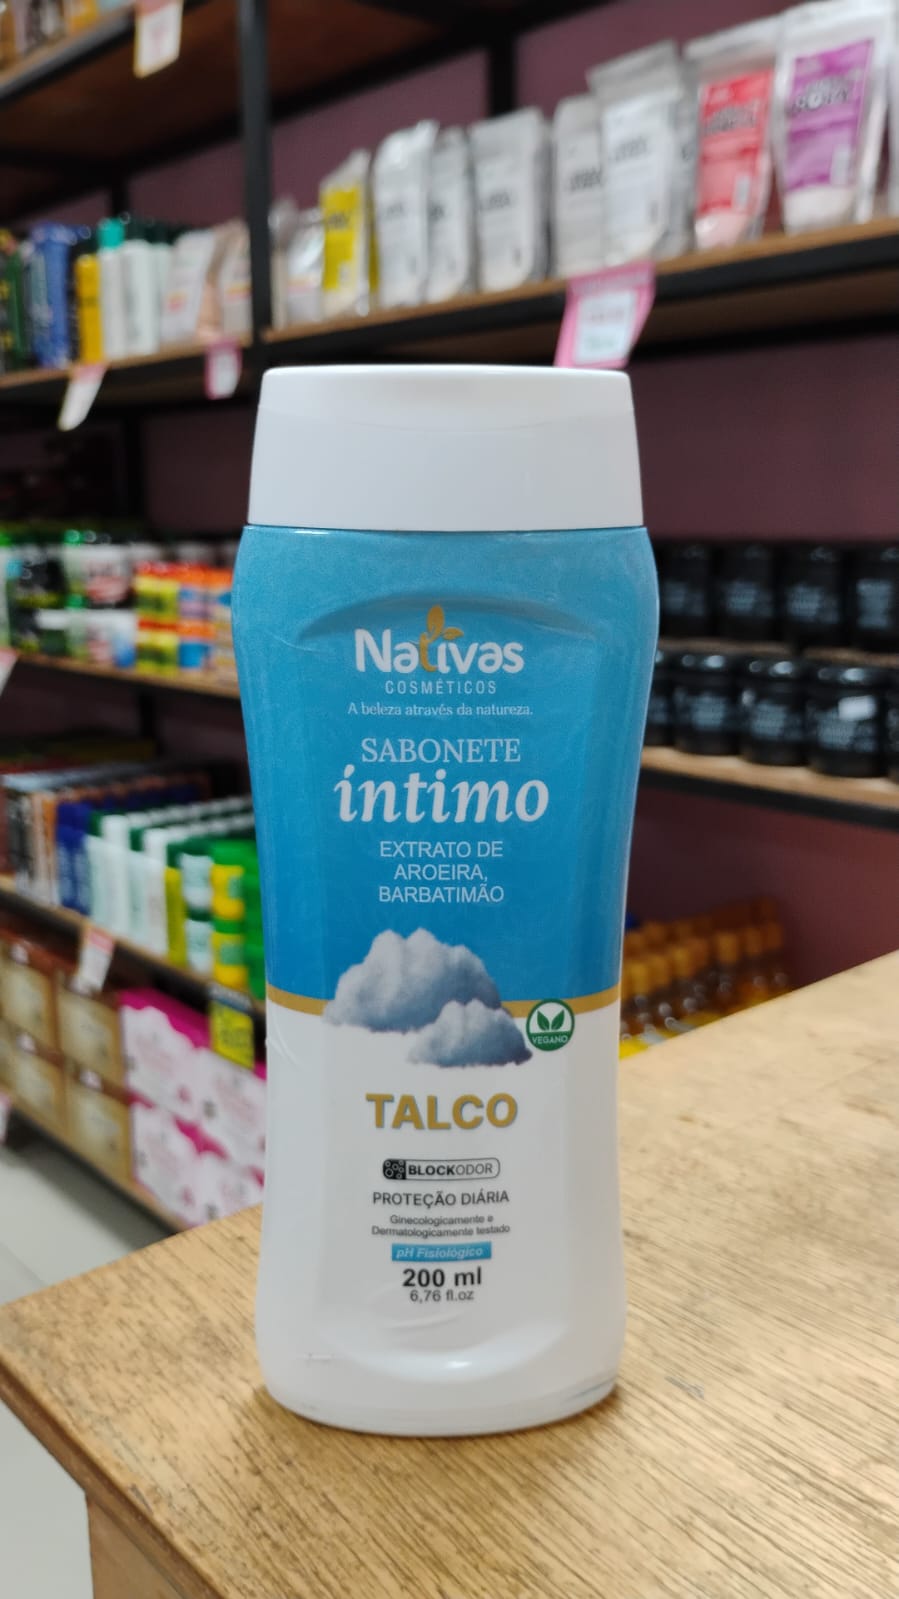 Nativas
COSMÉTICOS
A beleza através da natureza.
SABONETE
íntimo
EXTRATO DE
AROEIRA,
BARBATIMÃO
VEGANO
TALCO
BLOCKODOR
PROTEÇÃO DIÁRIA
Ginecologicamente e
Dermatologicamente testado
pH Fisiológico
200 ml
6,76 fl.oz